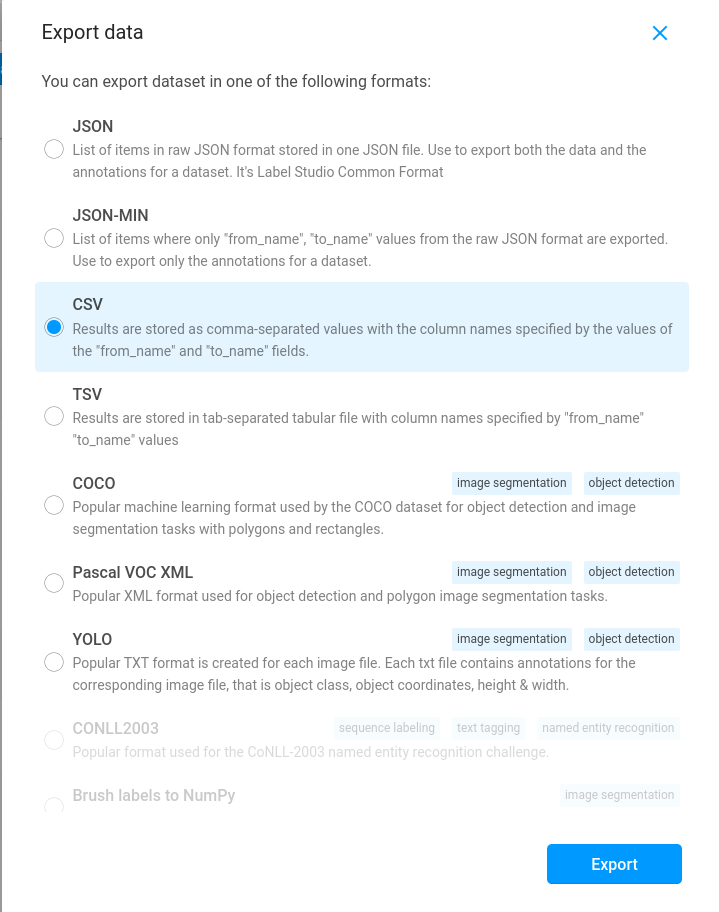 Export data
You can export dataset in one of the following formats:
JSON
List of items in raw JSON format stored in one JSON file. Use to export both the data and the
annotations for a dataset. It's Label Studio Common Format
JSON-MIN
List of items where only "from_name", "to_name" values from the raw JSON format are exported.
Use to export only the annotations for a dataset.
CSV
Results are stored as comma-separated values with the column names specified by the values of
the "from_name" and "to_name" fields.
TSV
Results are stored in tab-separated tabular file with column names specified by "from_name"
"to_name" values
COCO image segmentation object detection
Popular machine learning format used by the COCO dataset for object detection and image
segmentation tasks with polygons and rectangles.
Pascal VOC XML image segmentation object detection
Popular XML format used for object detection and polygon image segmentation tasks.
YOLO image segmentation object detection
Popular TXT format is created for each image file. Each txt file contains annotations for the
corresponding image file, that is object class, object coordinates, height & width.
CONLL2003 sequence labeling text tagging named entity recognition
Popular format used for the CoNLL-2003 named entity recognition challenge.
Brush labels to NumPy image segmentation
Export